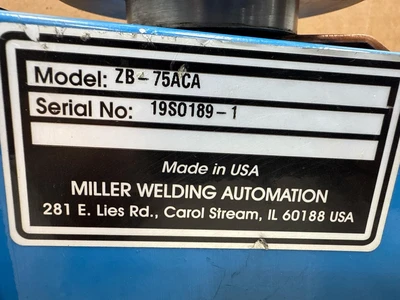 Model: ZB-75ACA
Serial No: 19S0189-1
Made in USA
MILLER WELDING AUTOMATION
281 E. Lies Rd., Carol Stream, IL 60188 USA